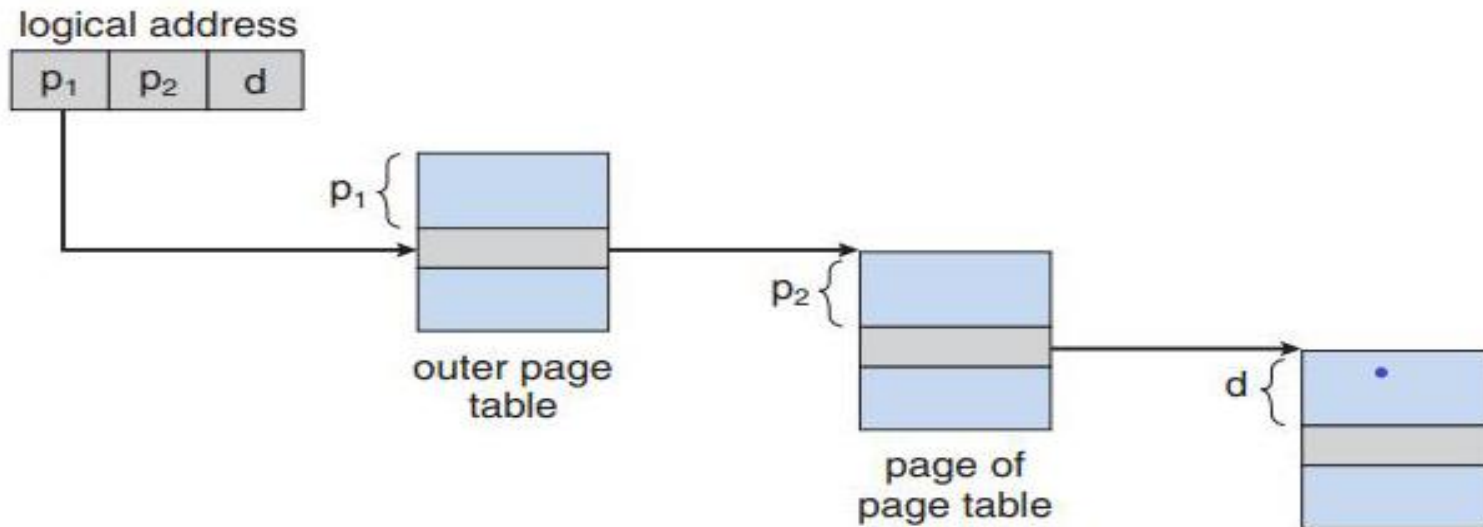 logical address
p₁ p₂ d
p₁
outer page
table
p₂
page of
page table
d